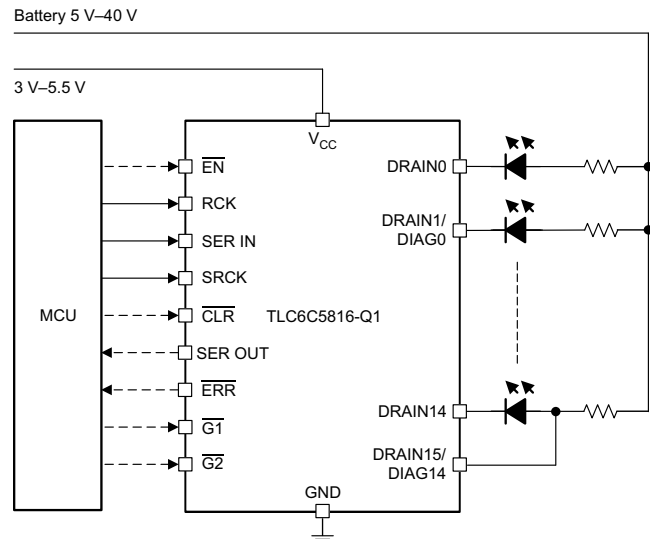 Battery 5 V–40 V
3 V–5.5 V
VCC
EN
DRAIN0
RCK
DRAIN1/
DIAG0
SER IN
SRCK
MCU
CLR
TLC6C5816-Q1
SER OUT
ERR
DRAIN14
G1
DRAIN15/
DIAG14
G2
GND